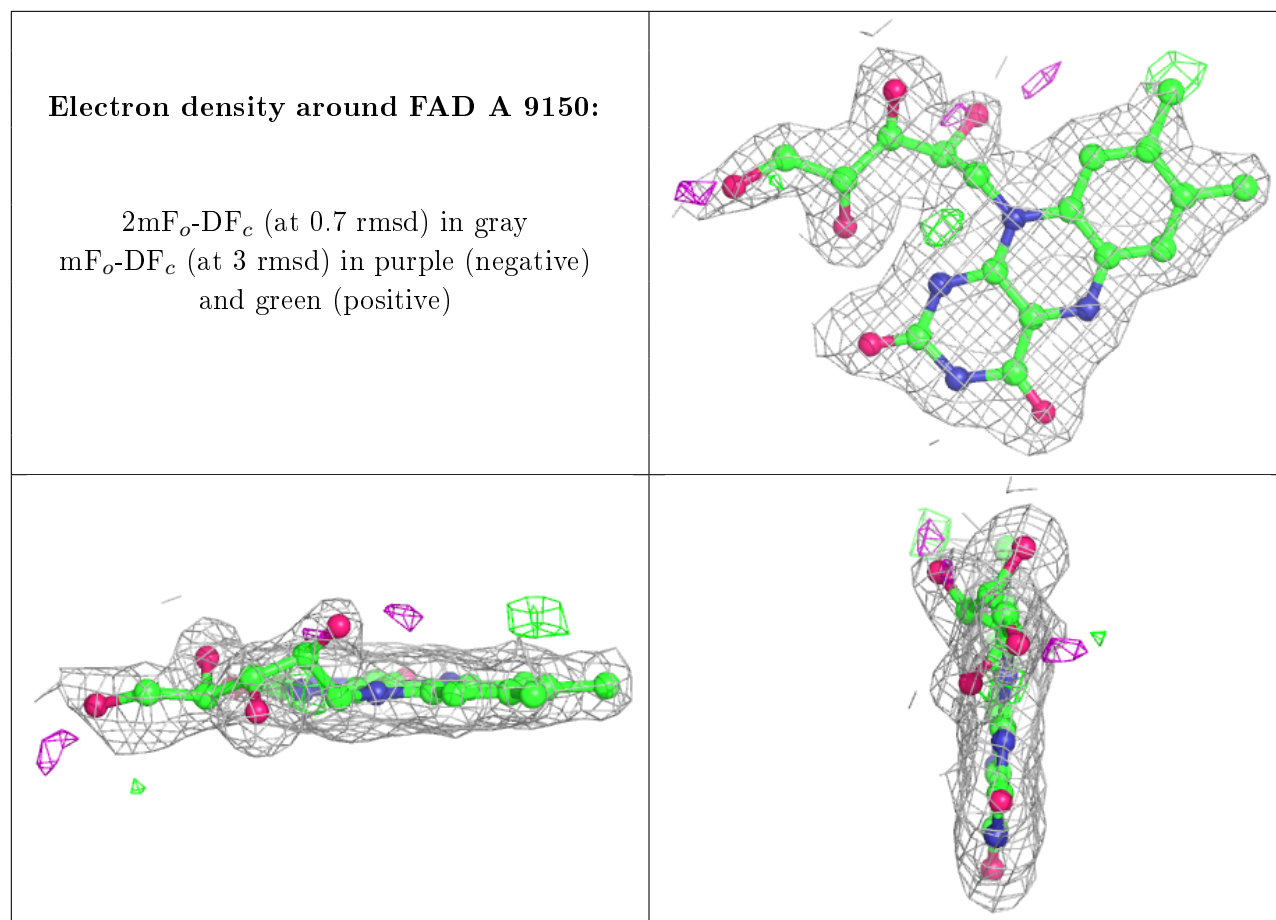 Electron density around FAD A 9150:
2mFₒ-DF𝒸 (at 0.7 rmsd) in gray
mFₒ-DF𝒸 (at 3 rmsd) in purple (negative)
and green (positive)